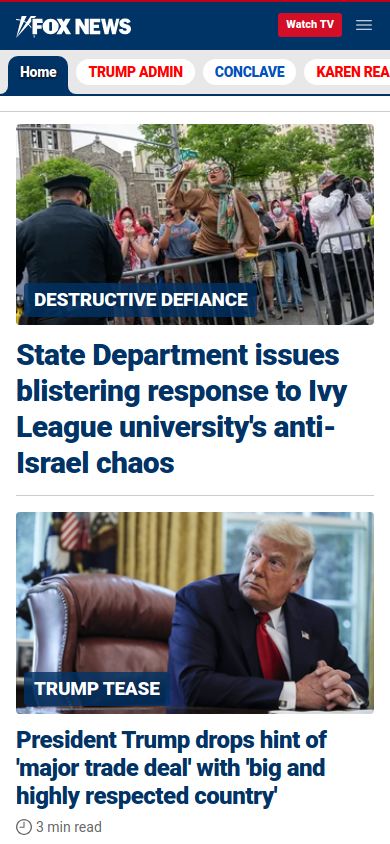 FOX NEWS
Watch TV
Home
TRUMP ADMIN
CONCLAVE
KAREN REA
DESTRUCTIVE DEFIANCE
State Department issues
blistering response to Ivy
League university's anti-
Israel chaos
TRUMP TEASE
President Trump drops hint of
'major trade deal' with 'big and
highly respected country'
3 min read